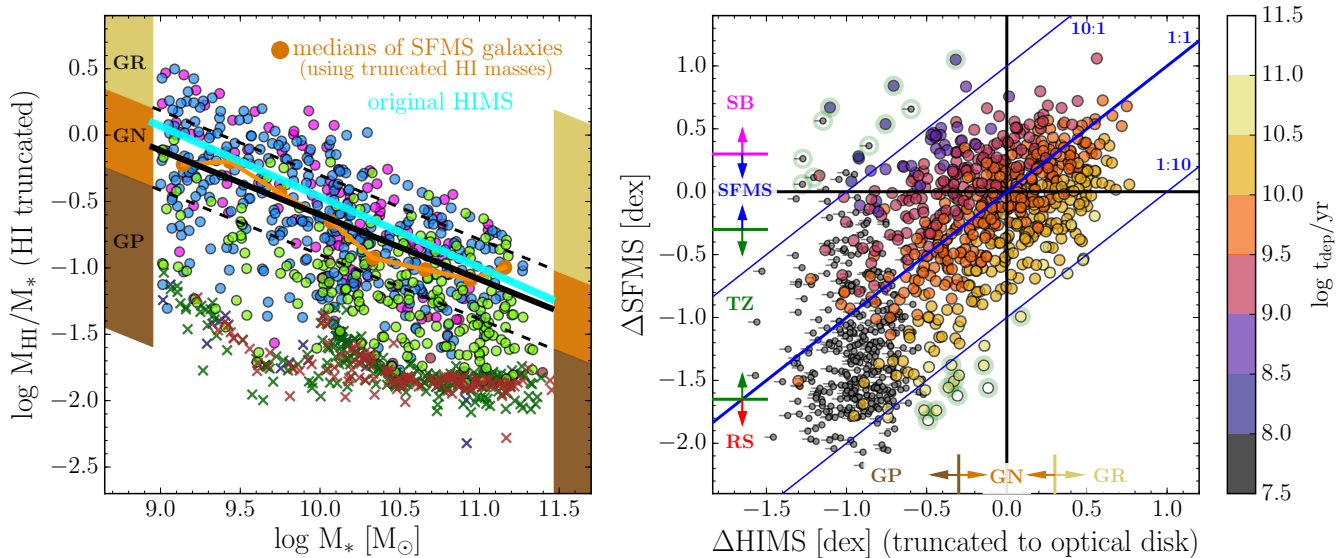 GR
GN
GP
medians of SFMS galaxies
(using truncated HI masses)
original HIMS
1.0
0.5
0.0
−0.5
−1.0
−1.5
−2.0
−2.5
log M_HI/M_* (HI truncated)
9.0 9.5 10.0 10.5 11.0 11.5
log M_* [M_⊙]
10:1
1:1
1:10
SB
SFMS
TZ
RS
GP GN GR
1.0
0.5
0.0
−0.5
−1.0
−1.5
−2.0
ΔSFMS [dex]
−1.5 −1.0 −0.5 0.0 0.5 1.0
ΔHIMS [dex] (truncated to optical disk)
11.5
11.0
10.5
10.0
9.5
9.0
8.5
8.0
7.5
log t_dep/yr